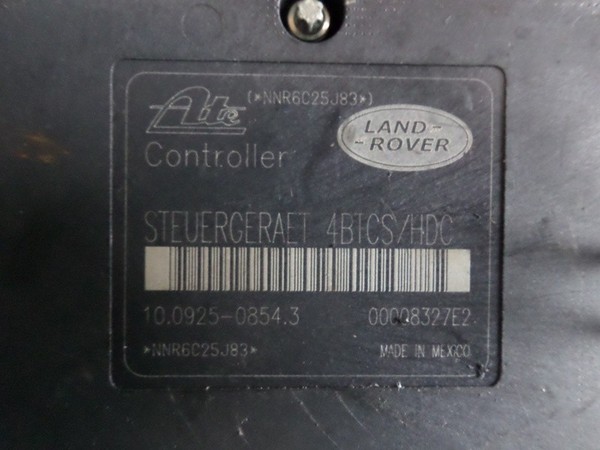 (*NNR6C25J83*)
Ate
LAND-
-ROVER
Controller
STEUERGERAET 4BTCS/HDC
10.0925-0854.3 00008327E2
*NNR6C25J83* MADE IN MEXICO